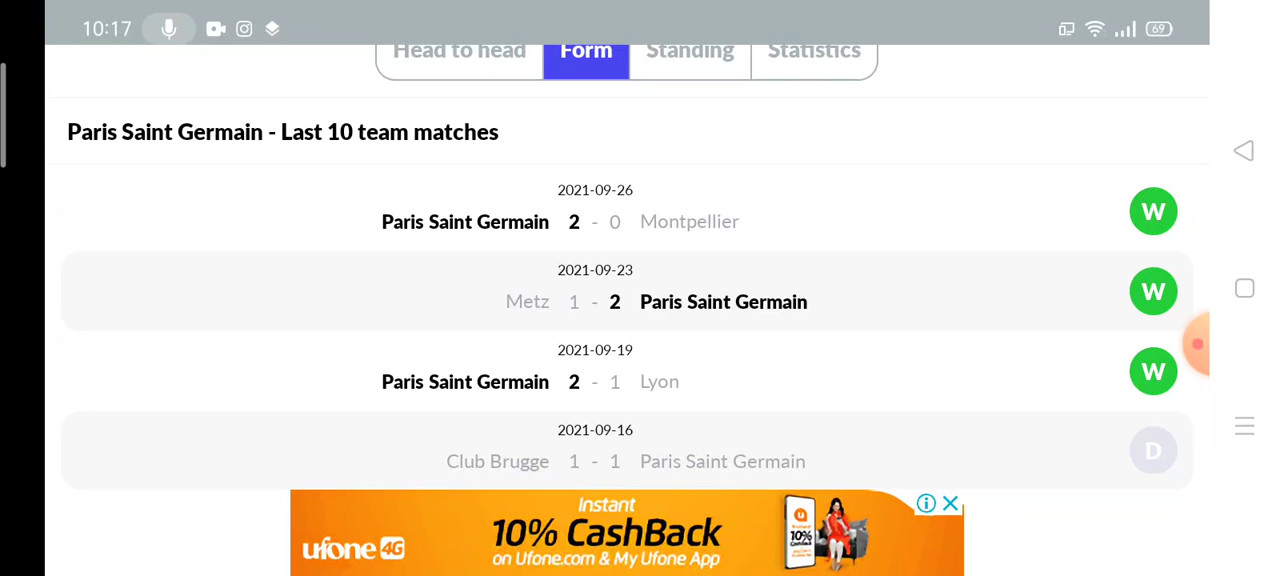 10:17 69
Head to head Form Standing Statistics
Paris Saint Germain - Last 10 team matches
2021-09-26
Paris Saint Germain 2 - 0 Montpellier W
2021-09-23
Metz 1 - 2 Paris Saint Germain W
2021-09-19
Paris Saint Germain 2 - 1 Lyon W
2021-09-16
Club Brugge 1 - 1 Paris Saint Germain D
Instant
10% CashBack
on Ufone.com & My Ufone App
ufone 4G
10%